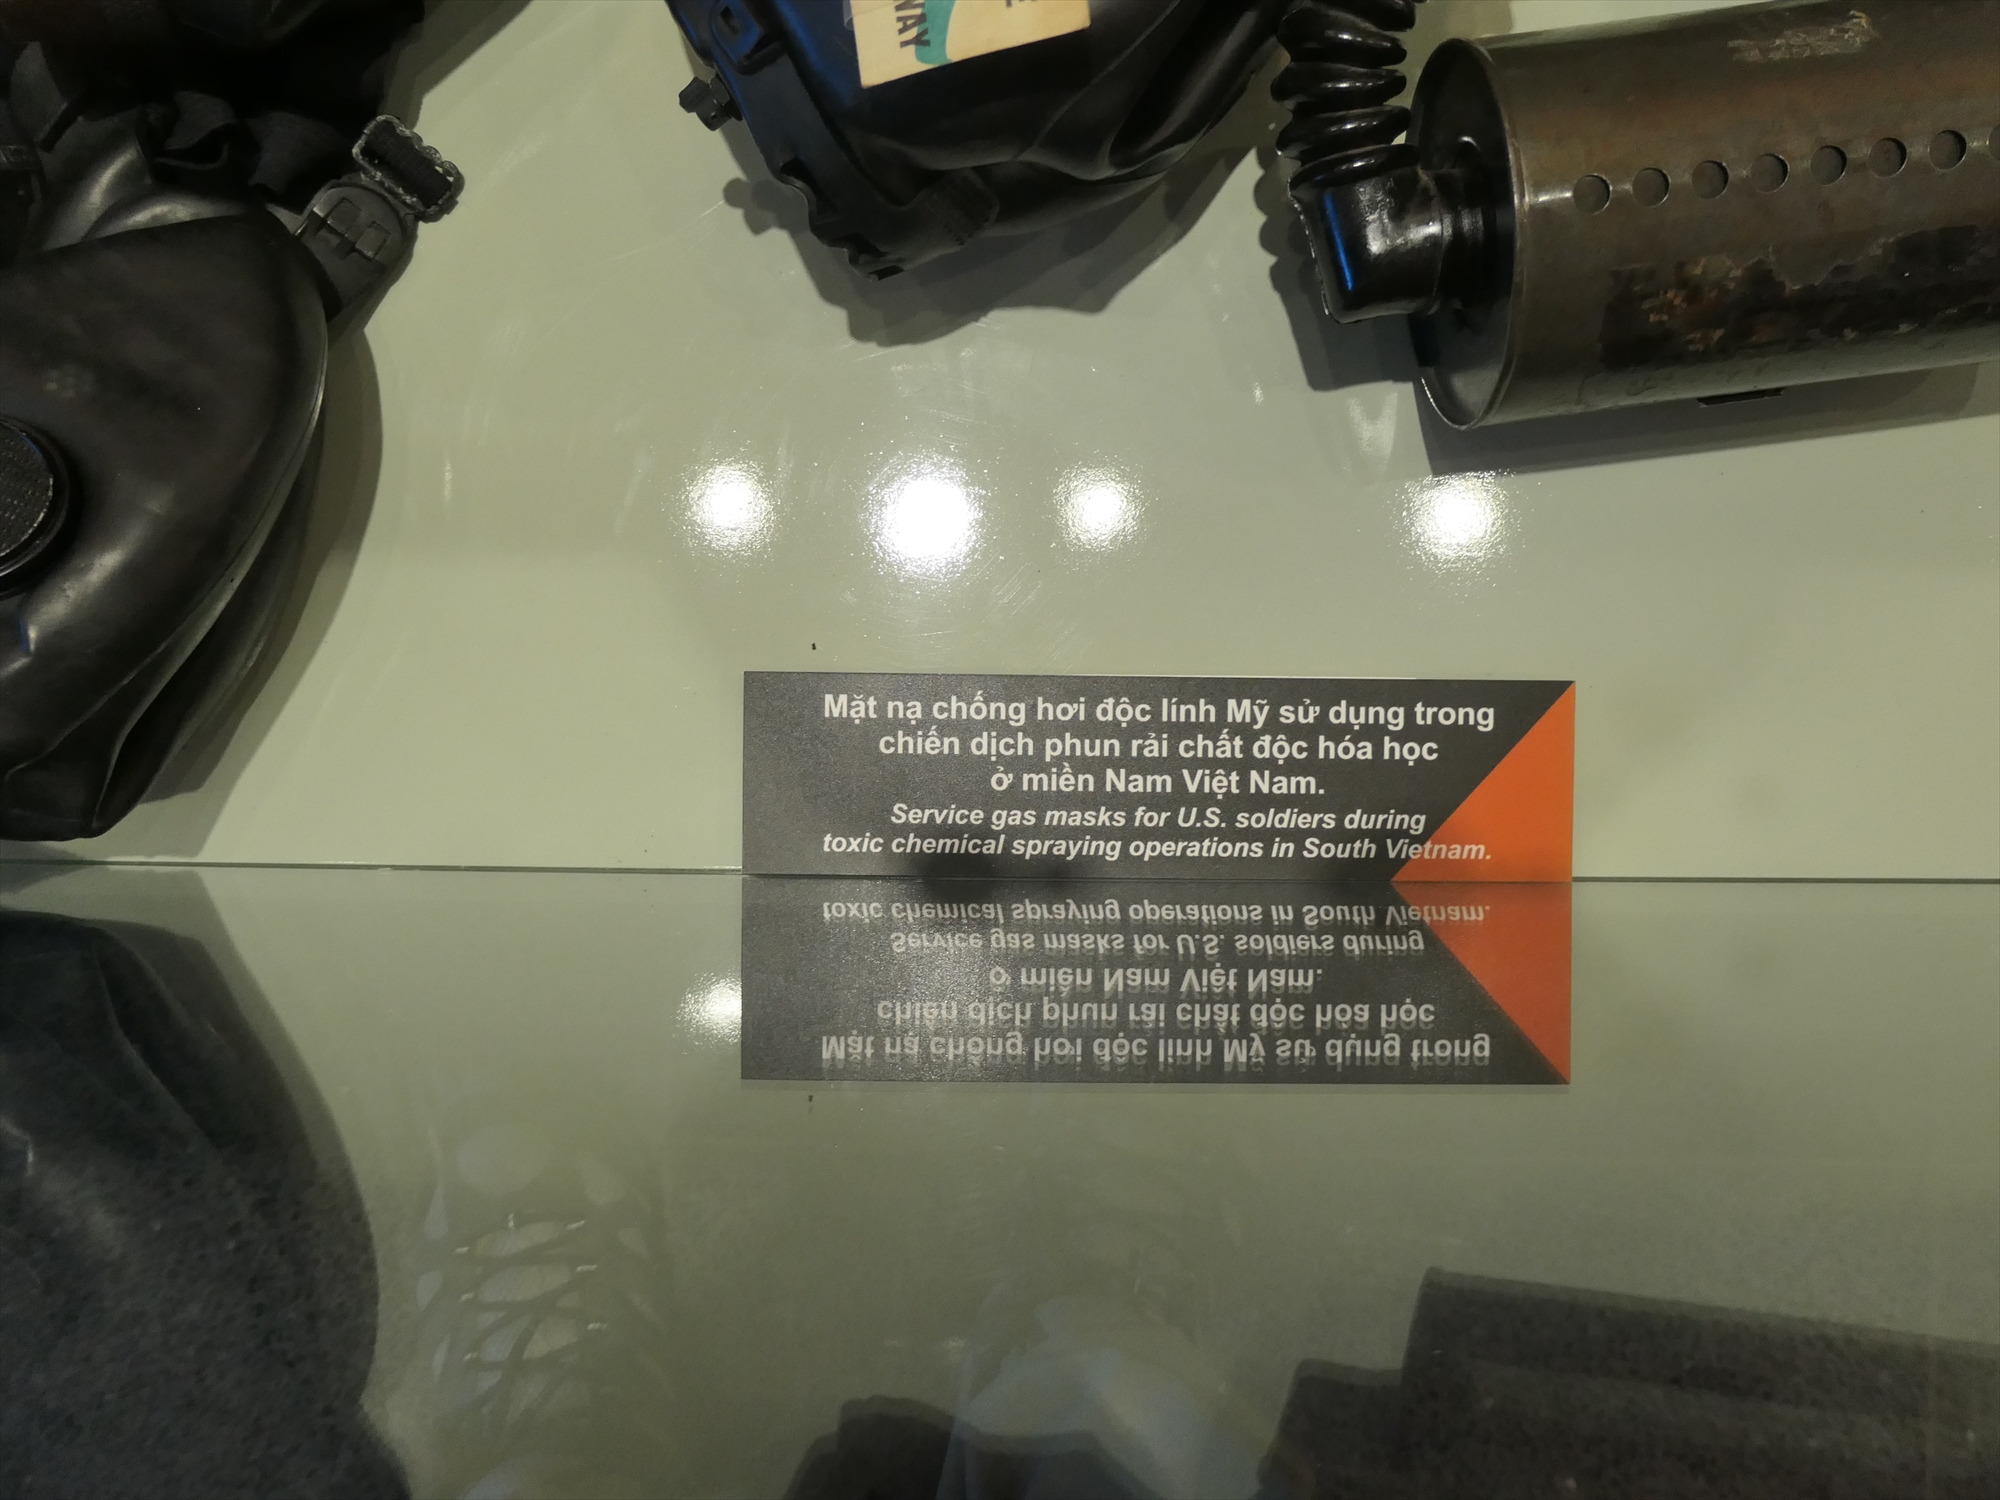 WAY
Mặt nạ chống hơi độc lính Mỹ sử dụng trong
chiến dịch phun rải chất độc hóa học
ở miền Nam Việt Nam.
Service gas masks for U.S. soldiers during
toxic chemical spraying operations in South Vietnam.